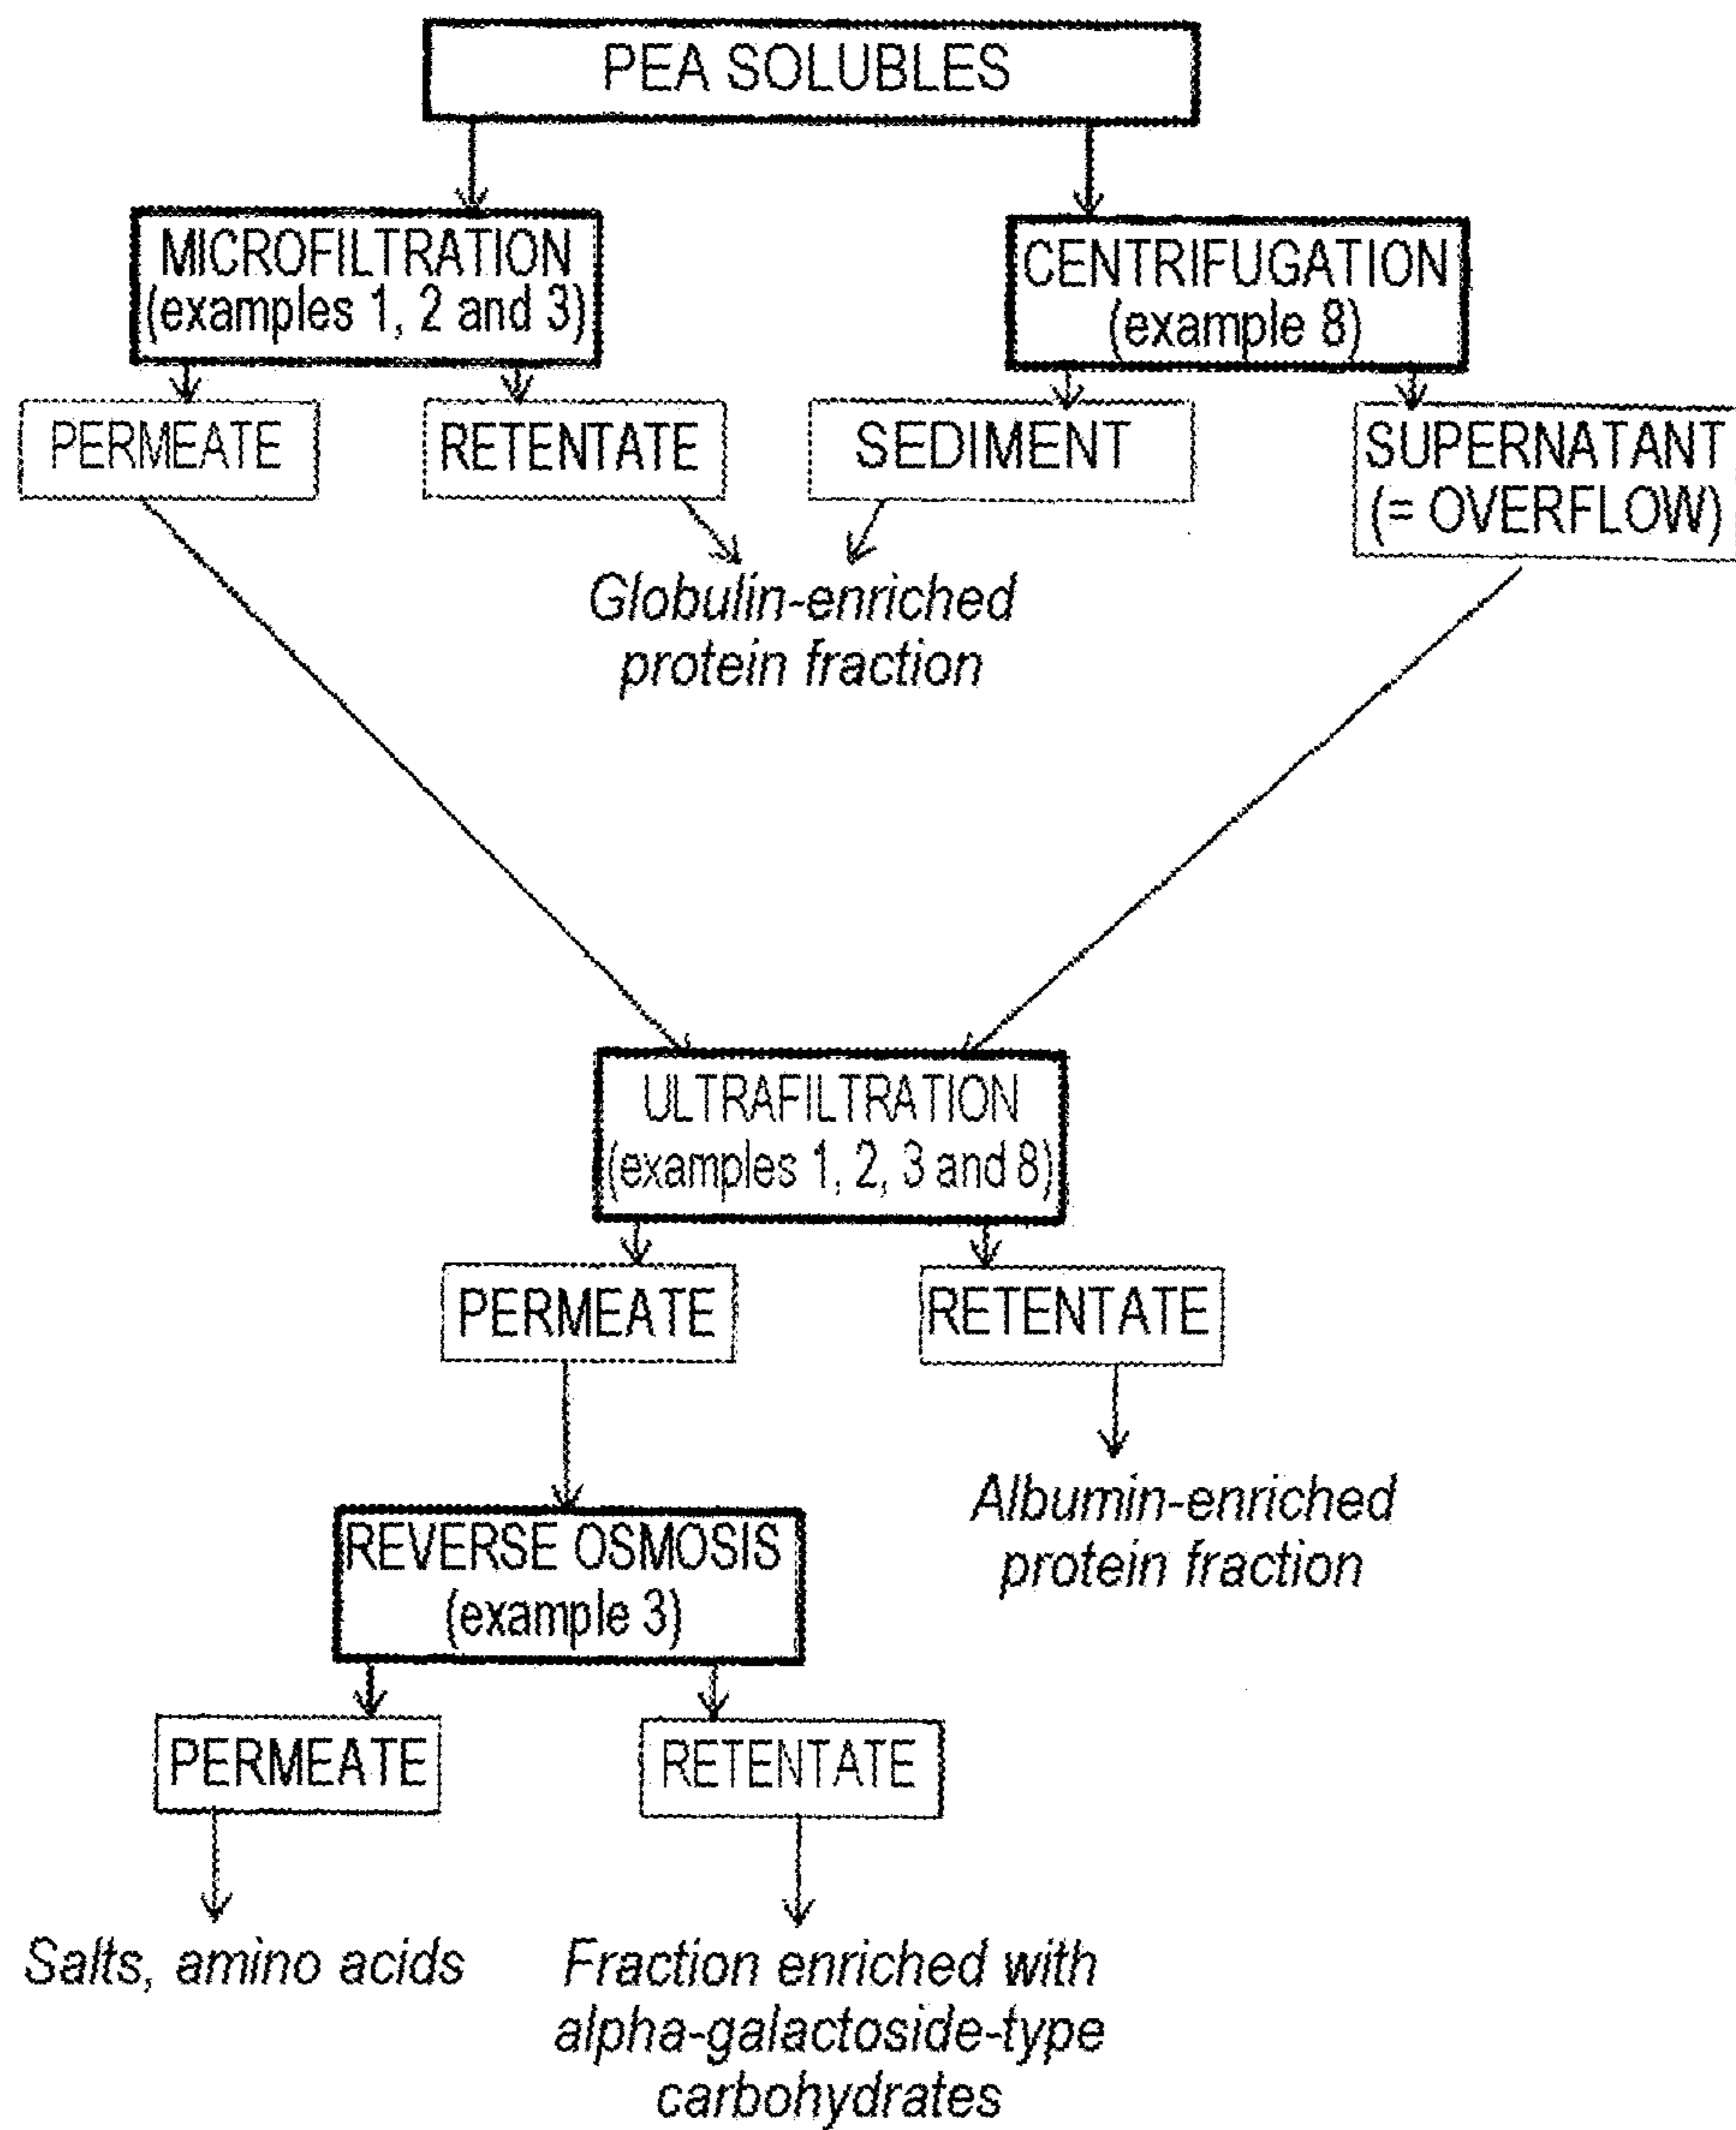 PEA SOLUBLES
MICROFILTRATION
(examples 1, 2 and 3)
CENTRIFUGATION
(example 8)
PERMEATE
RETENTATE
SEDIMENT
SUPERNATANT
(= OVERFLOW)
Globulin-enriched
protein fraction
ULTRAFILTRATION
(examples 1, 2, 3 and 8)
PERMEATE
RETENTATE
Albumin-enriched
protein fraction
REVERSE OSMOSIS
(example 3)
PERMEATE
RETENTATE
Salts, amino acids
Fraction enriched with
alpha-galactoside-type
carbohydrates